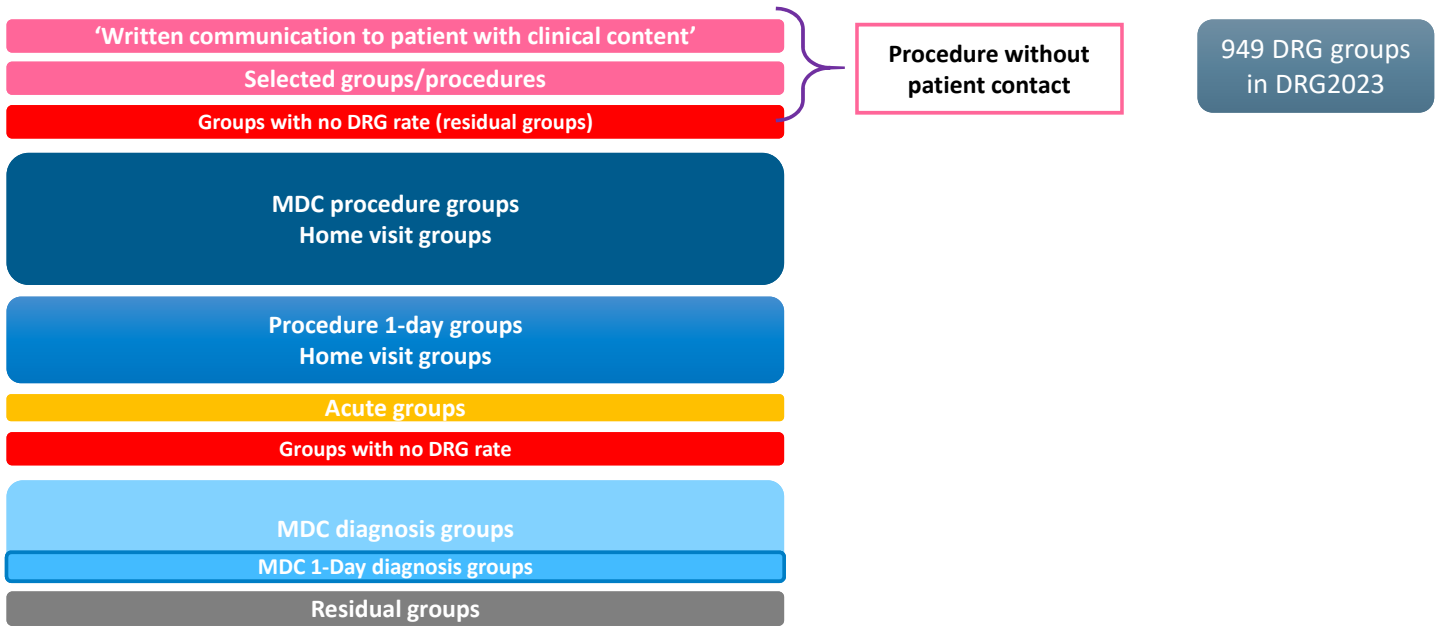 ‘Written communication to patient with clinical content’
Selected groups/procedures
Groups with no DRG rate (residual groups)
Procedure without
patient contact
949 DRG groups
in DRG2023
MDC procedure groups
Home visit groups
Procedure 1-day groups
Home visit groups
Acute groups
Groups with no DRG rate
MDC diagnosis groups
MDC 1-Day diagnosis groups
Residual groups